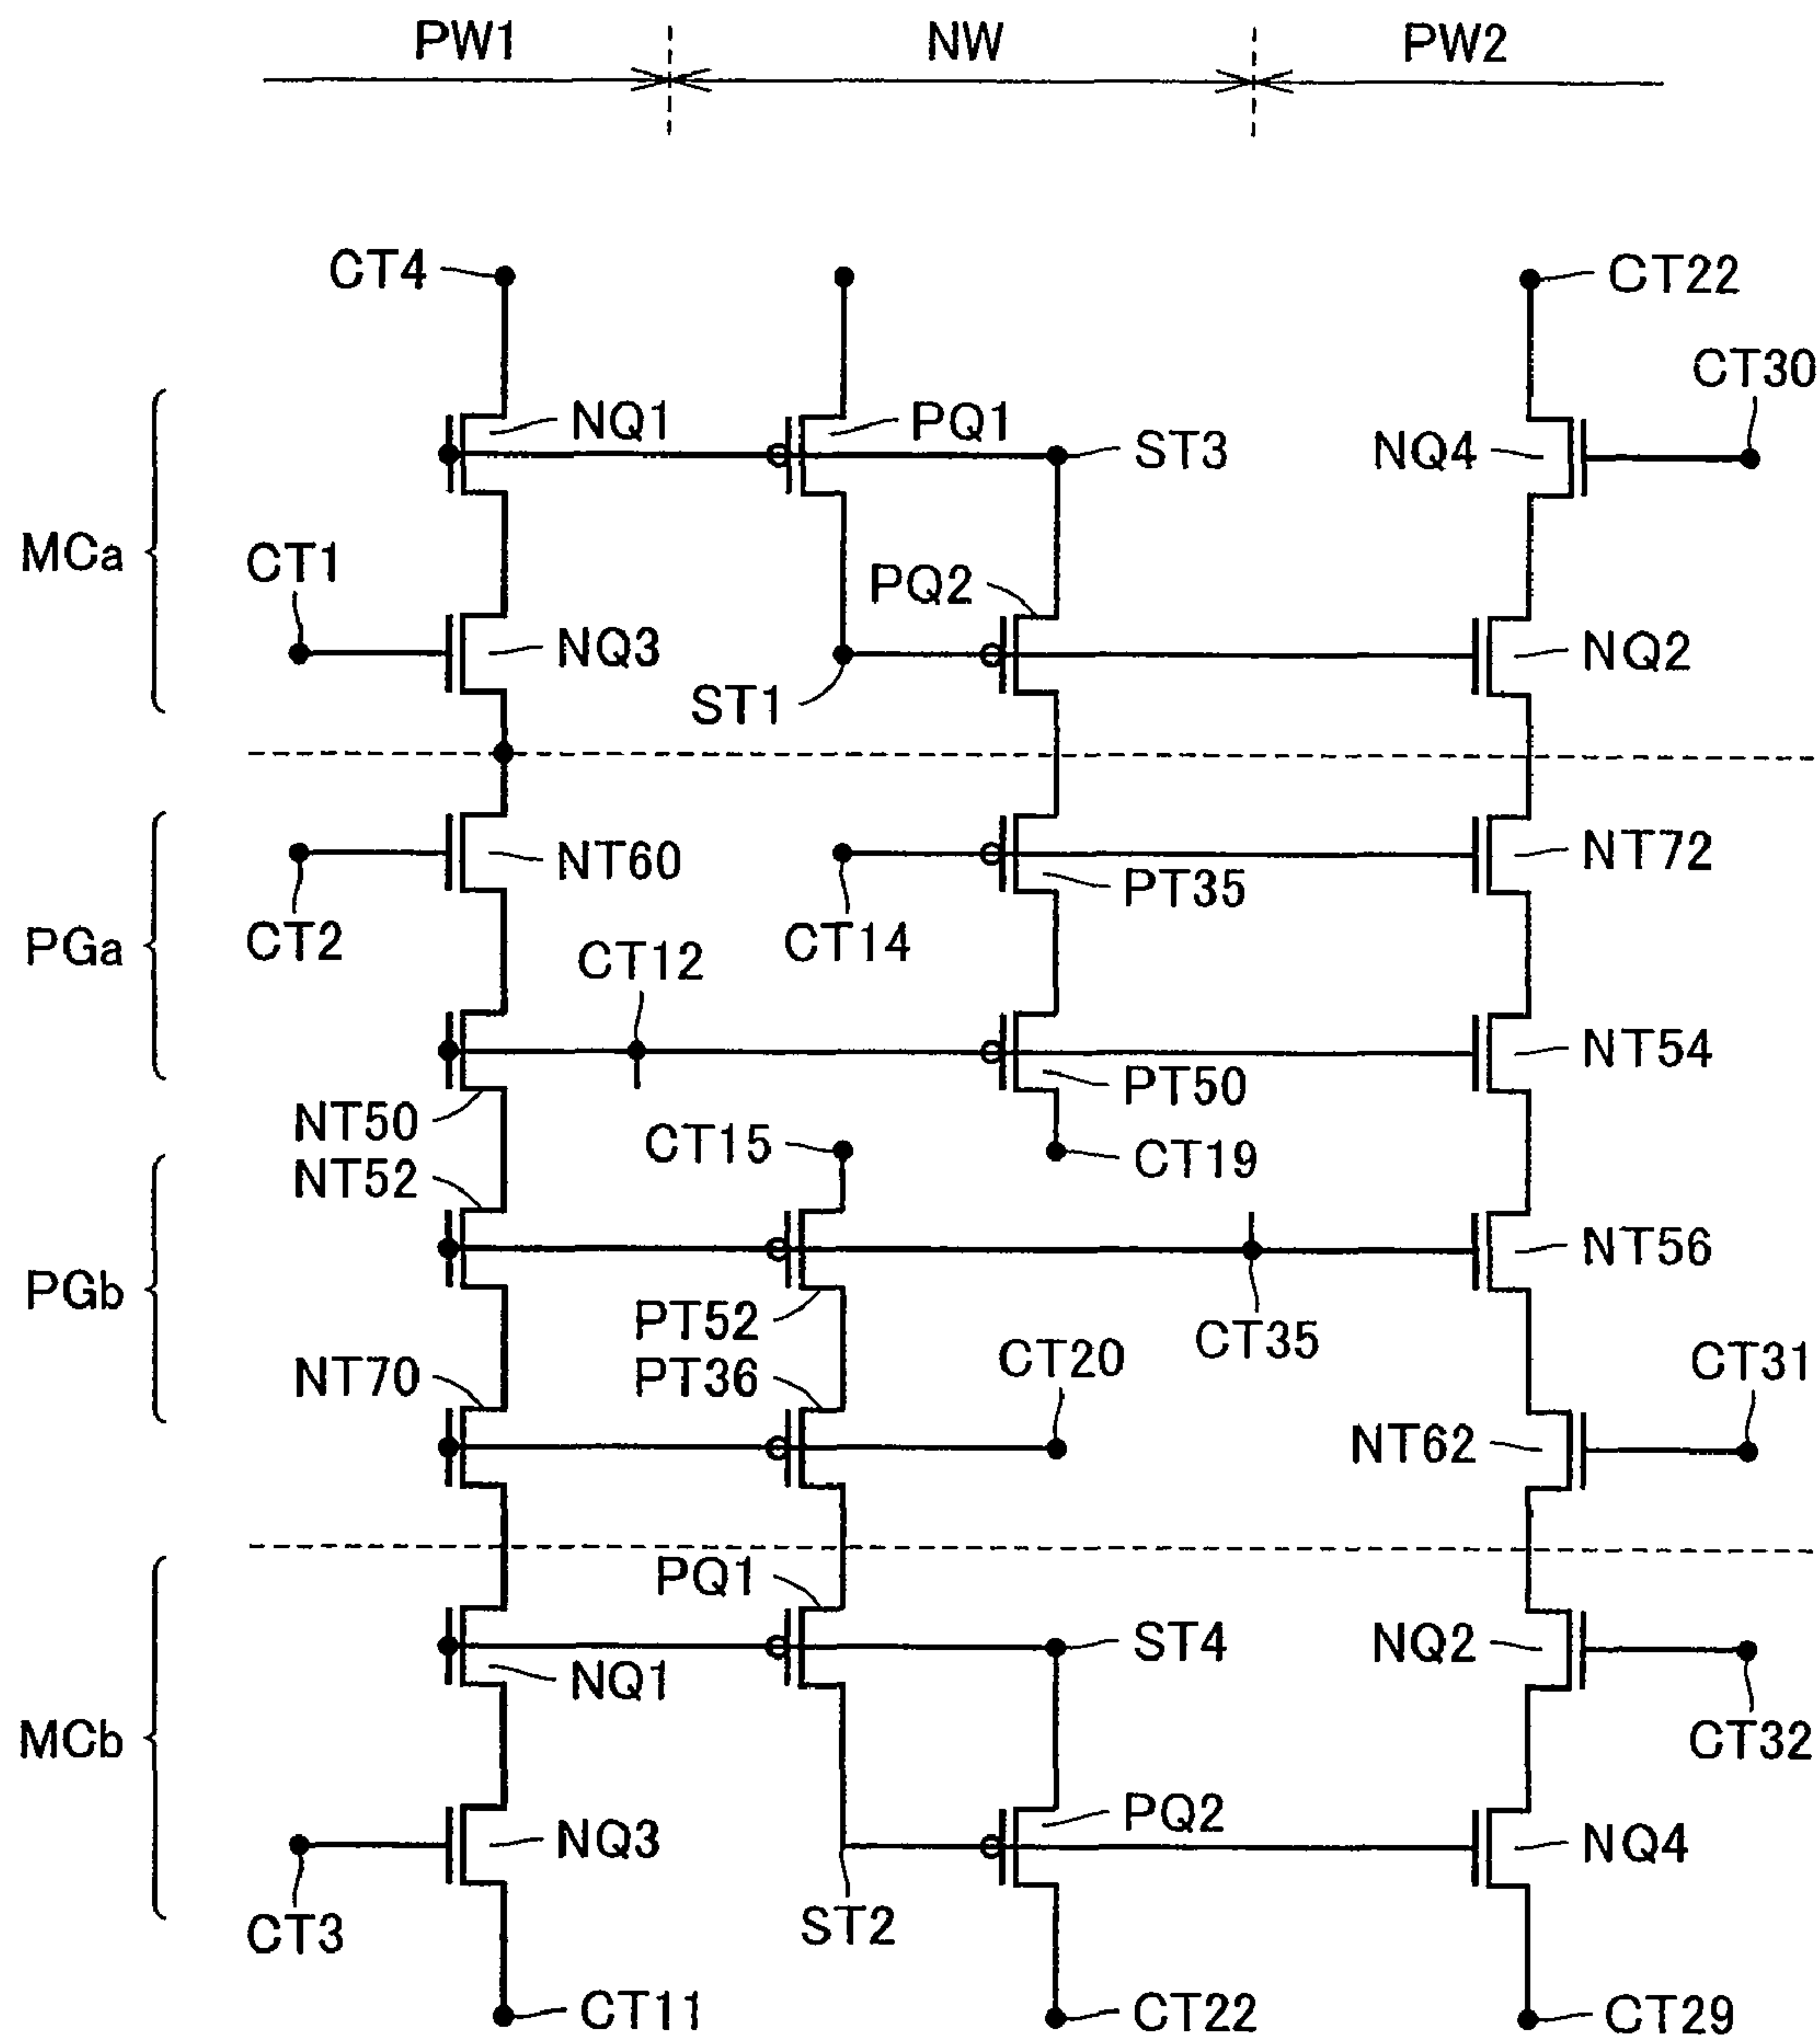 PW1 NW PW2
CT4 CT22
CT30
NQ1 PQ1 ST3 NQ4
MCa
CT1 PQ2
NQ3 NQ2
ST1
NT60 NT72
PT35
PGa CT2 CT14
CT12
NT54
PT50
NT50
CT15 CT19
NT52
NT56
PGb
PT52 CT35
NT70 PT36 CT20 CT31
NT62
PQ1
ST4 NQ2
NQ1
MCb CT32
PQ2
NQ3 NQ4
CT3 ST2
CT11 CT22 CT29